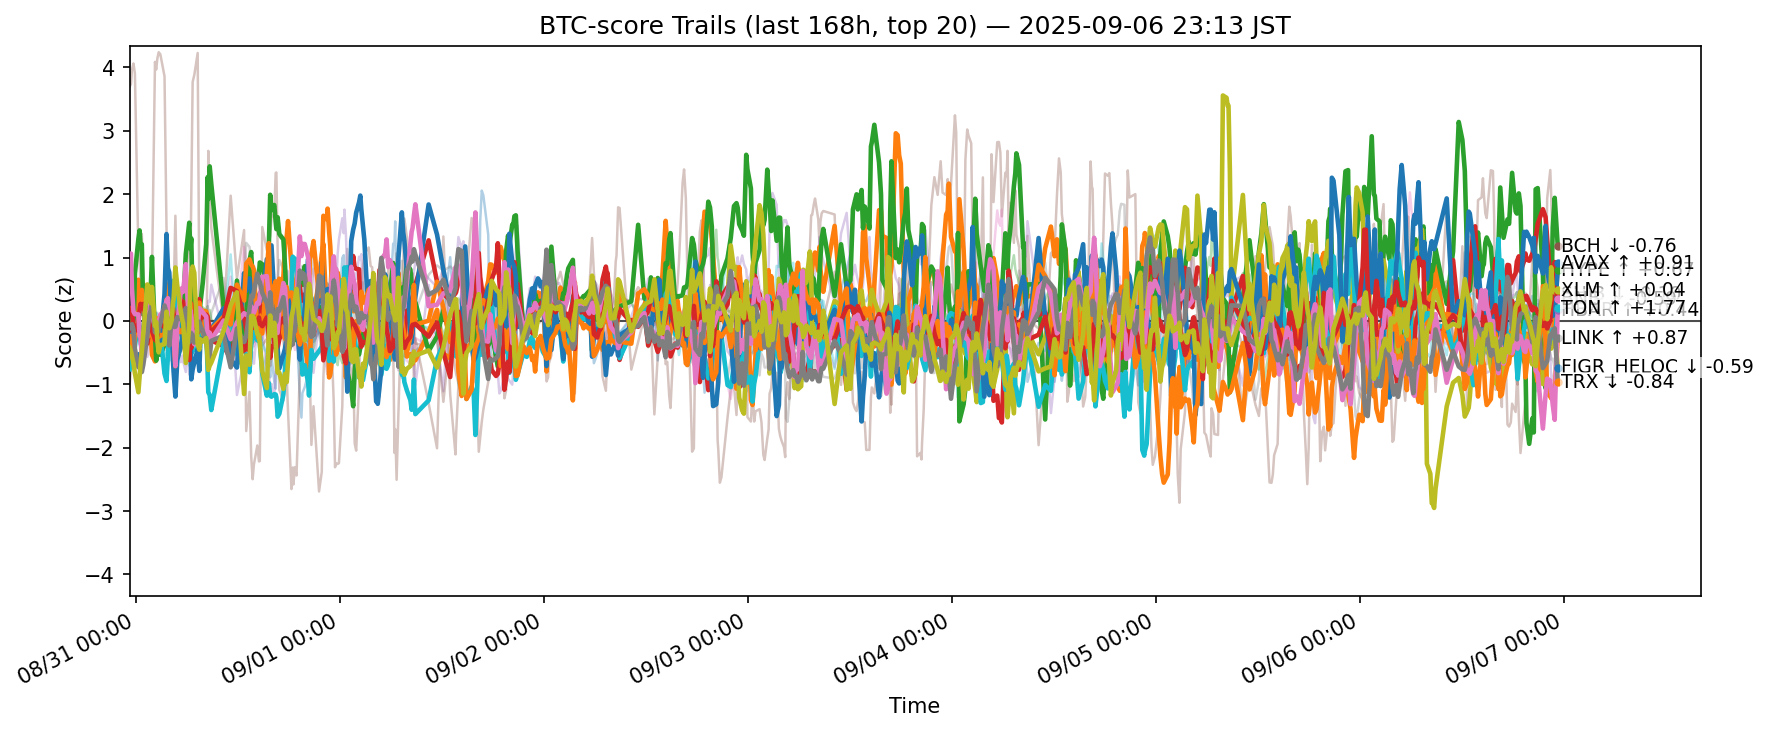 BTC-score Trails (last 168h, top 20) — 2025-09-06 23:13 JST
Score (z)
4
3
2
1
0
−1
−2
−3
−4
BCH ↓ -0.76
AVAX ↑ +0.91
XLM ↑ +0.04
TON ↑ +1.77
LINK ↑ +0.87
FIGR_HELOC ↓ -0.59
TRX ↓ -0.84
08/31 00:00
09/01 00:00
09/02 00:00
09/03 00:00
09/04 00:00
09/05 00:00
09/06 00:00
09/07 00:00
Time